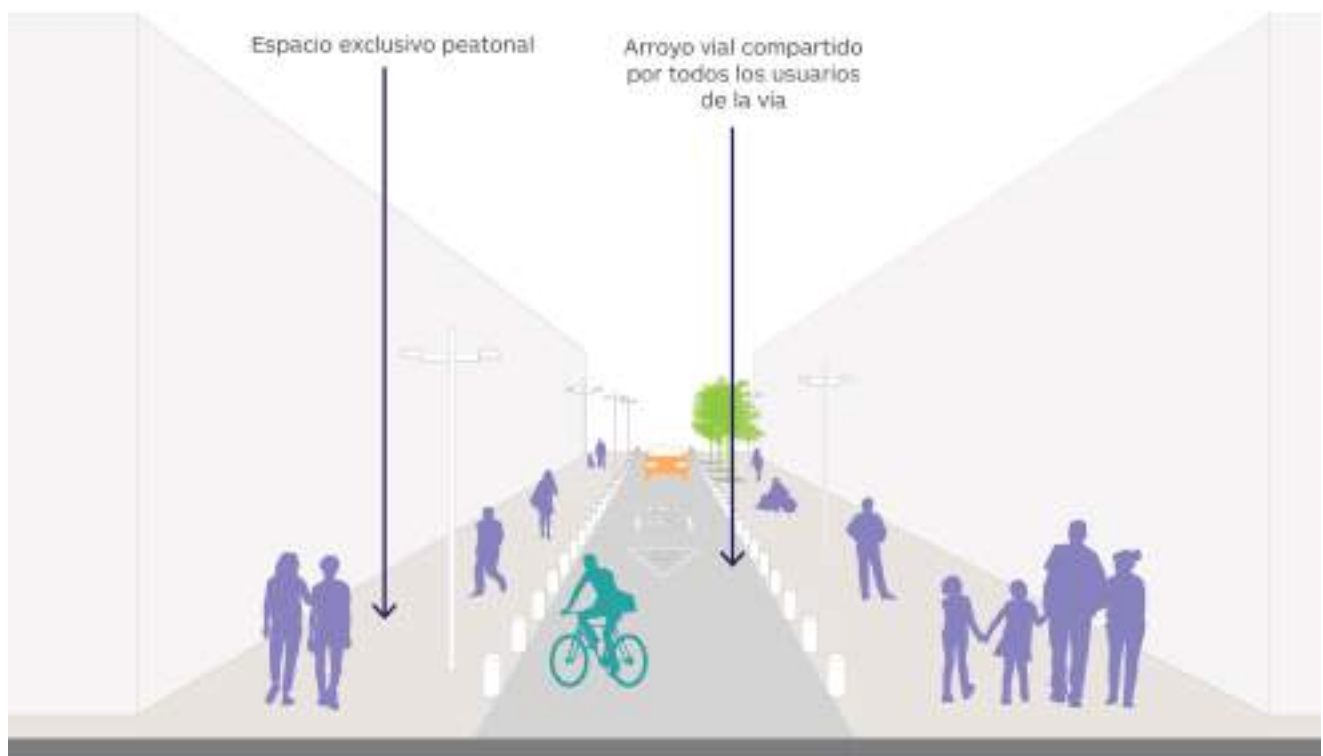 Espacio exclusivo peatonal
Arroyo vial compartido
por todos los usuarios
de la vía